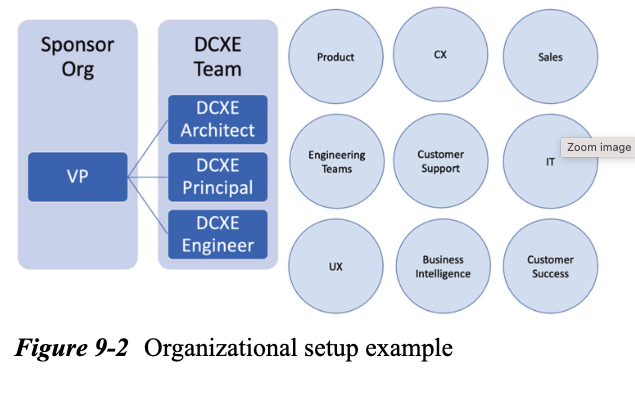 Sponsor
Org
DCXE
Team
VP
DCXE
Architect
DCXE
Principal
DCXE
Engineer
Product
CX
Sales
Engineering
Teams
Customer
Support
IT
Zoom image
UX
Business
Intelligence
Customer
Success
Figure 9-2 Organizational setup example